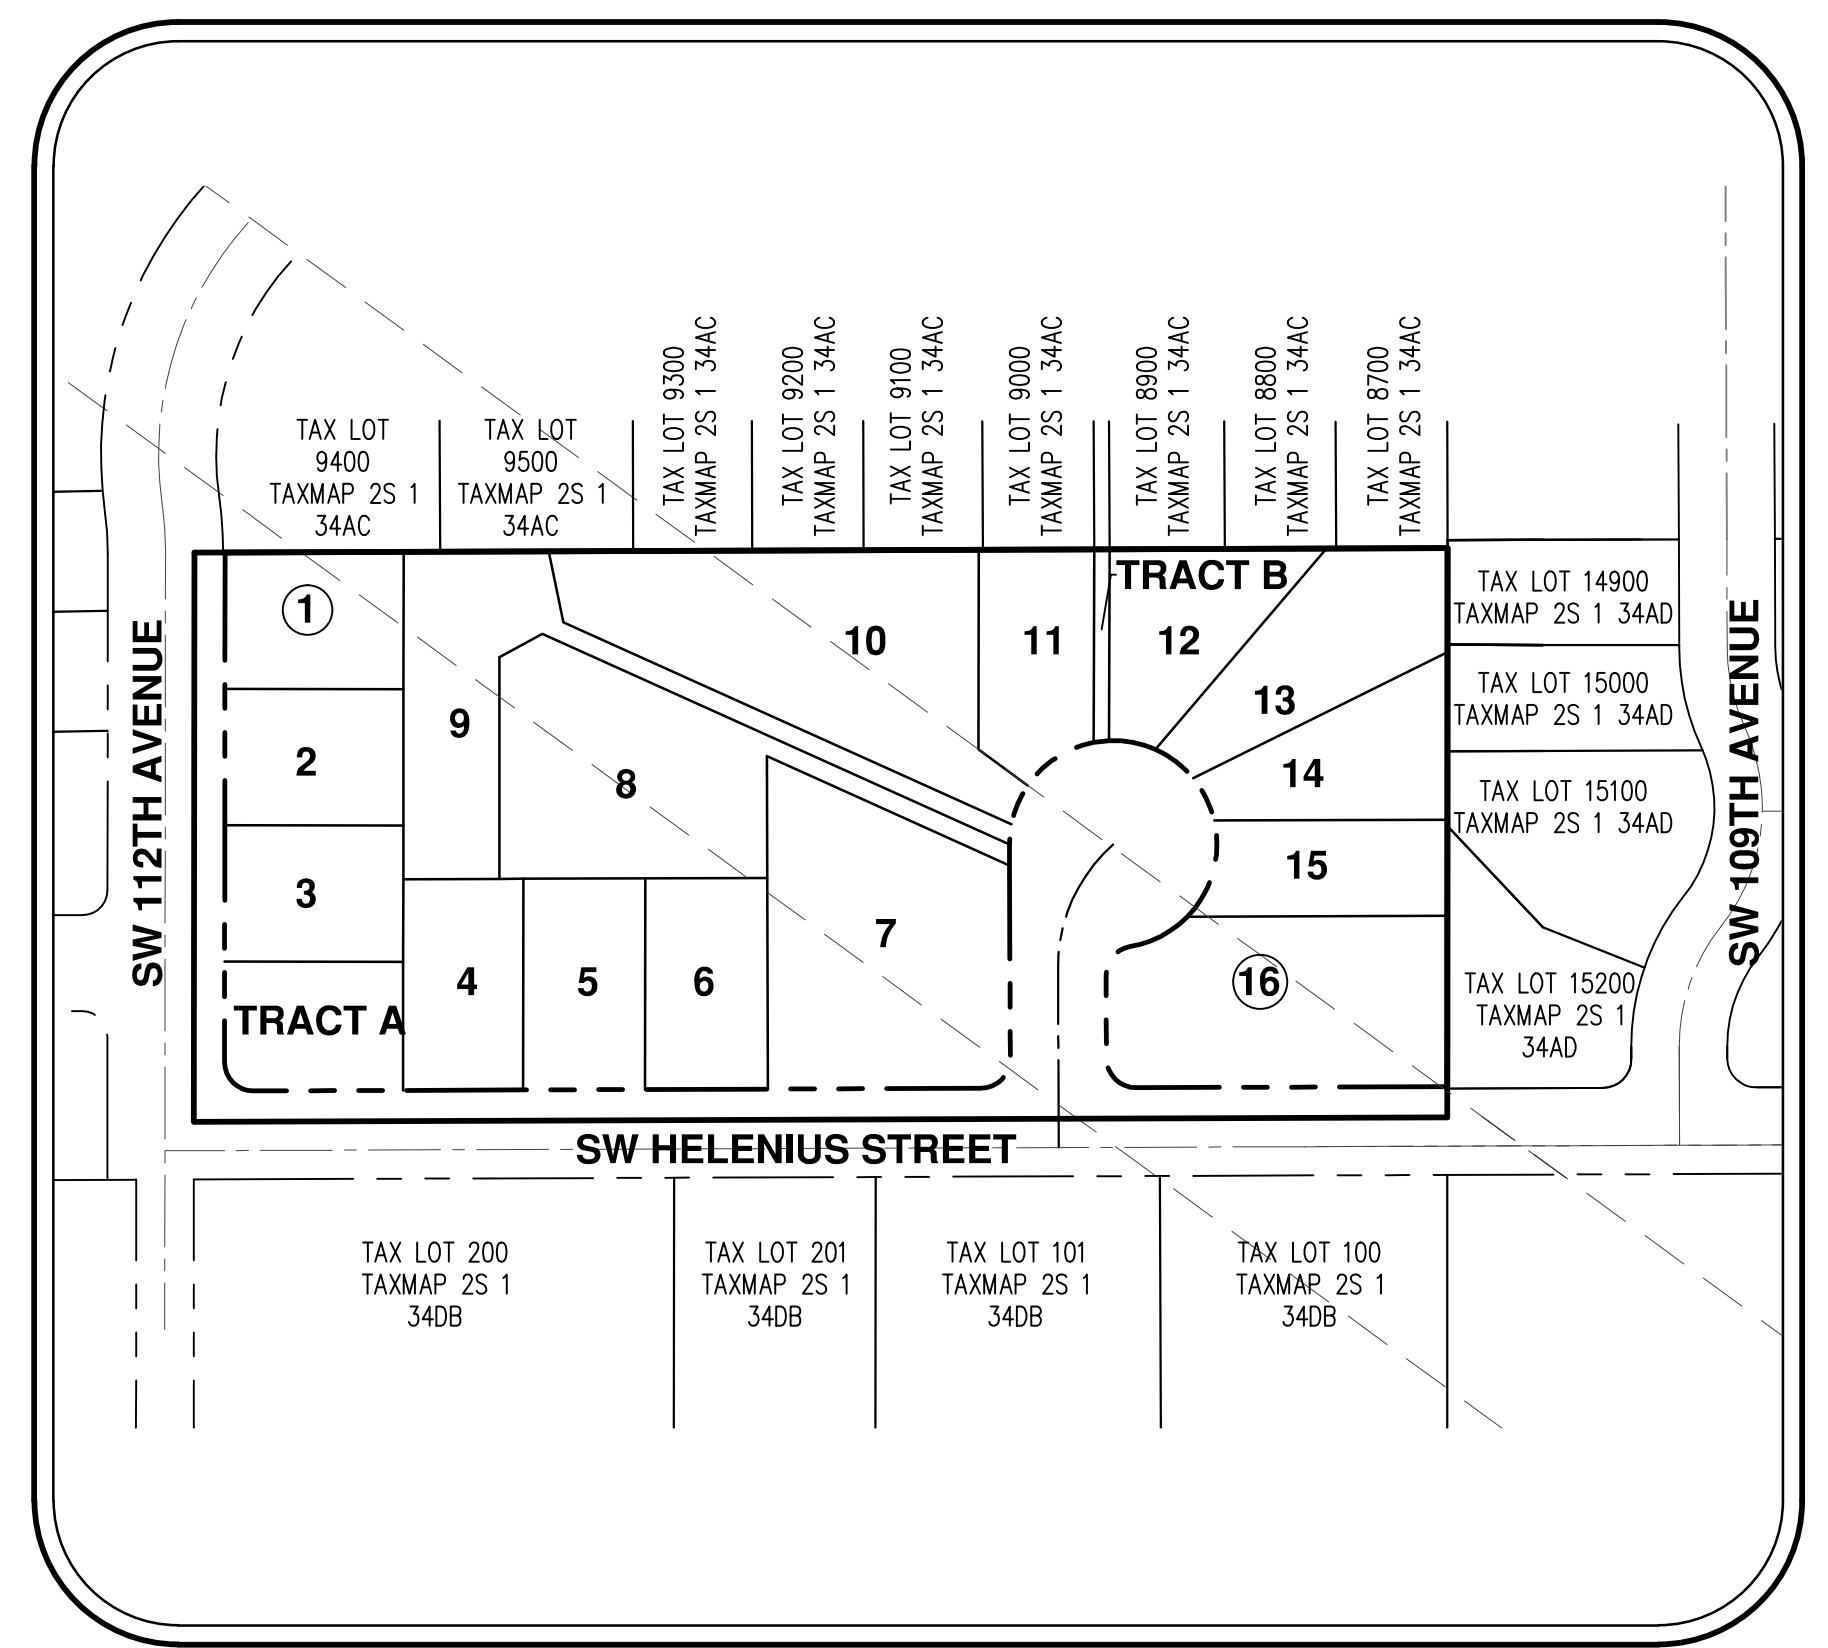 TAX LOT 9300
TAXMAP 2S 1 34AC
TAX LOT 9200
TAXMAP 2S 1 34AC
TAX LOT 9100
TAXMAP 2S 1 34AC
TAX LOT 9000
TAXMAP 2S 1 34AC
TAX LOT 8900
TAXMAP 2S 1 34AC
TAX LOT 8800
TAXMAP 2S 1 34AC
TAX LOT 8700
TAXMAP 2S 1 34AC
TAX LOT
9400
TAXMAP 2S 1
34AC
TAX LOT
9500
TAXMAP 2S 1
34AC
TRACT B
1
10
11
12
13
9
2
8
14
15
3
7
4
5
6
16
TRACT A
TAX LOT 14900
TAXMAP 2S 1 34AD
TAX LOT 15000
TAXMAP 2S 1 34AD
TAX LOT 15100
TAXMAP 2S 1 34AD
TAX LOT 15200
TAXMAP 2S 1
34AD
SW 112TH AVENUE
SW 109TH AVENUE
SW HELENIUS STREET
TAX LOT 200
TAXMAP 2S 1
34DB
TAX LOT 201
TAXMAP 2S 1
34DB
TAX LOT 101
TAXMAP 2S 1
34DB
TAX LOT 100
TAXMAP 2S 1
34DB